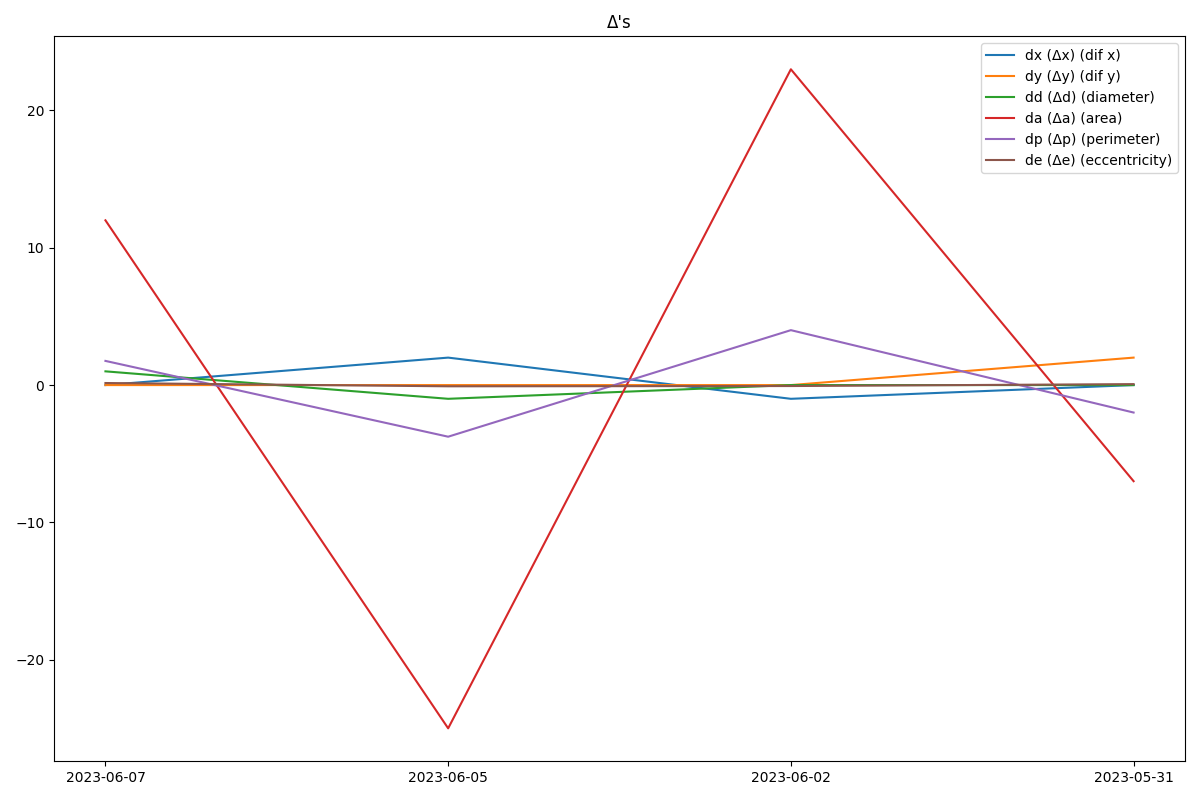 Δ's
dx (Δx) (dif x)
dy (Δy) (dif y)
dd (Δd) (diameter)
da (Δa) (area)
dp (Δp) (perimeter)
de (Δe) (eccentricity)
20
10
0
−10
−20
2023-06-07 2023-06-05 2023-06-02 2023-05-31